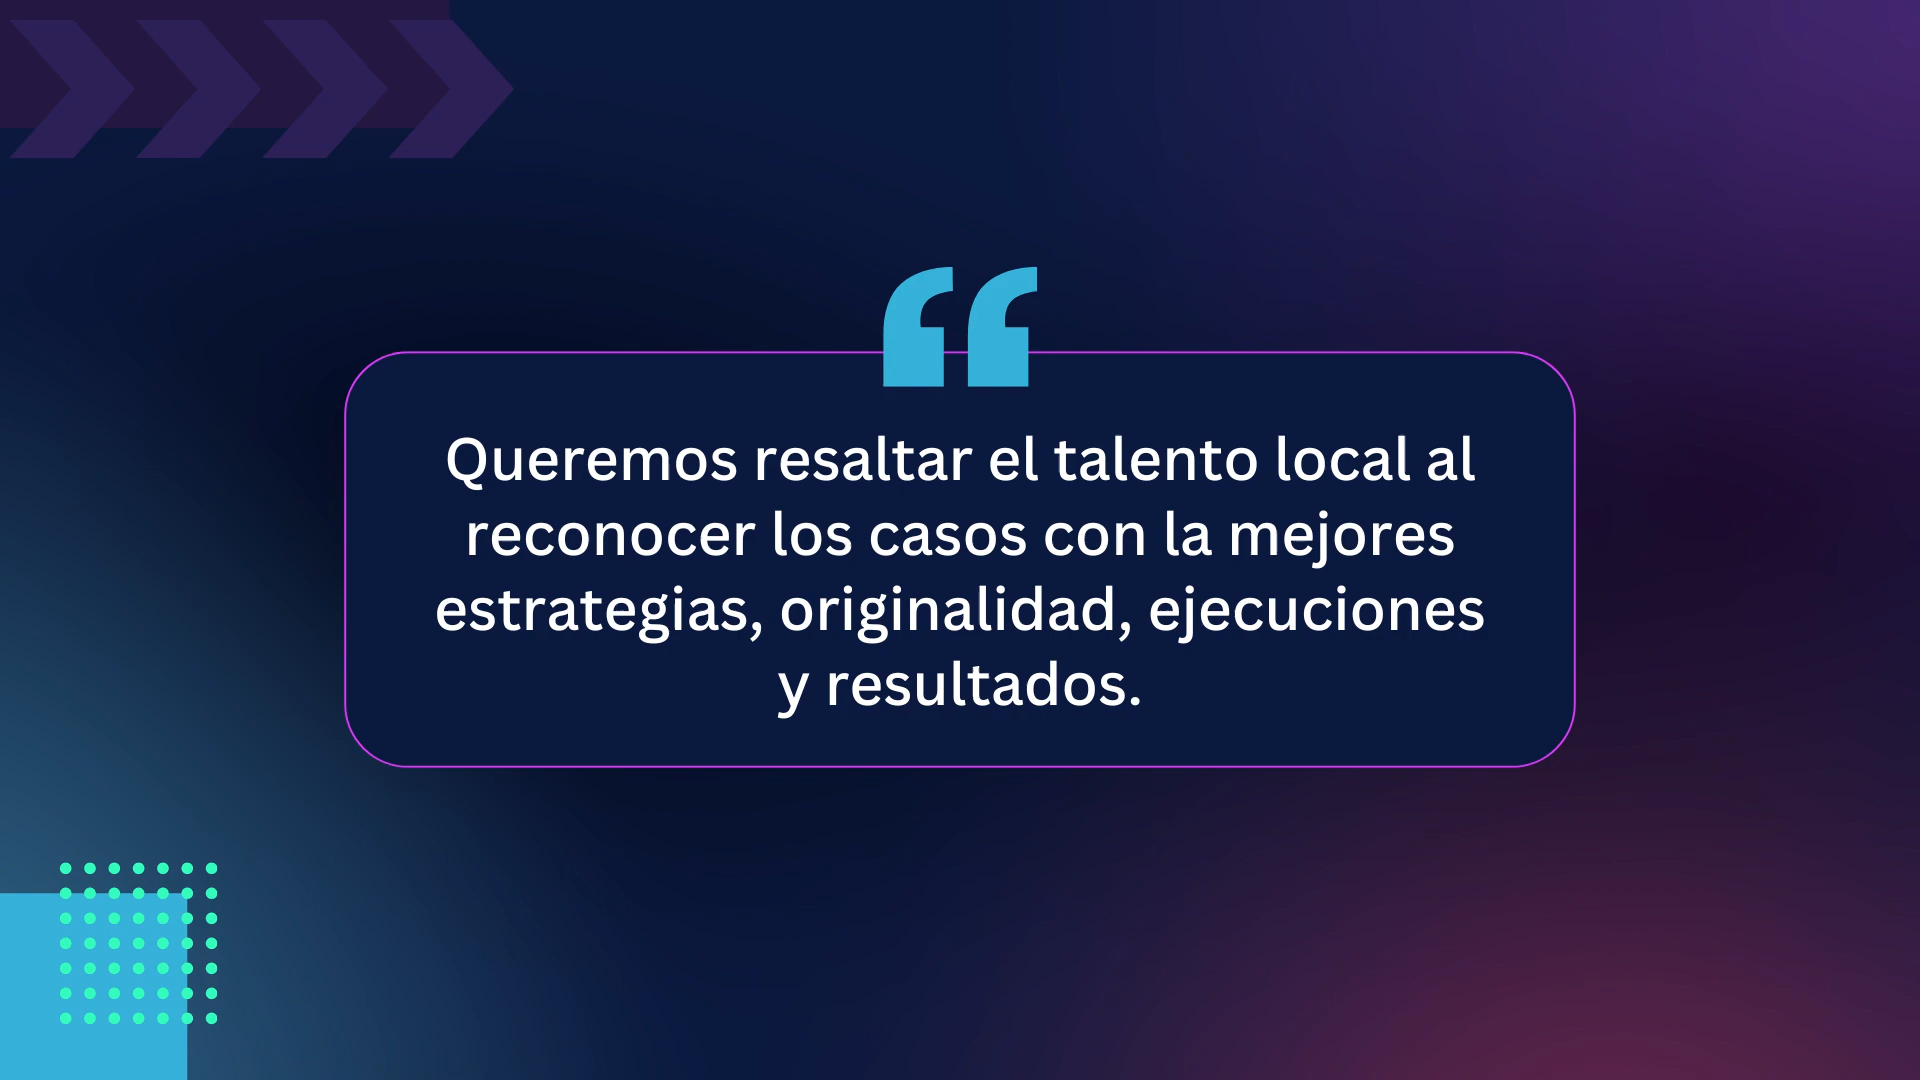 Queremos resaltar el talento local al
reconocer los casos con la mejores
estrategias, originalidad, ejecuciones
y resultados.